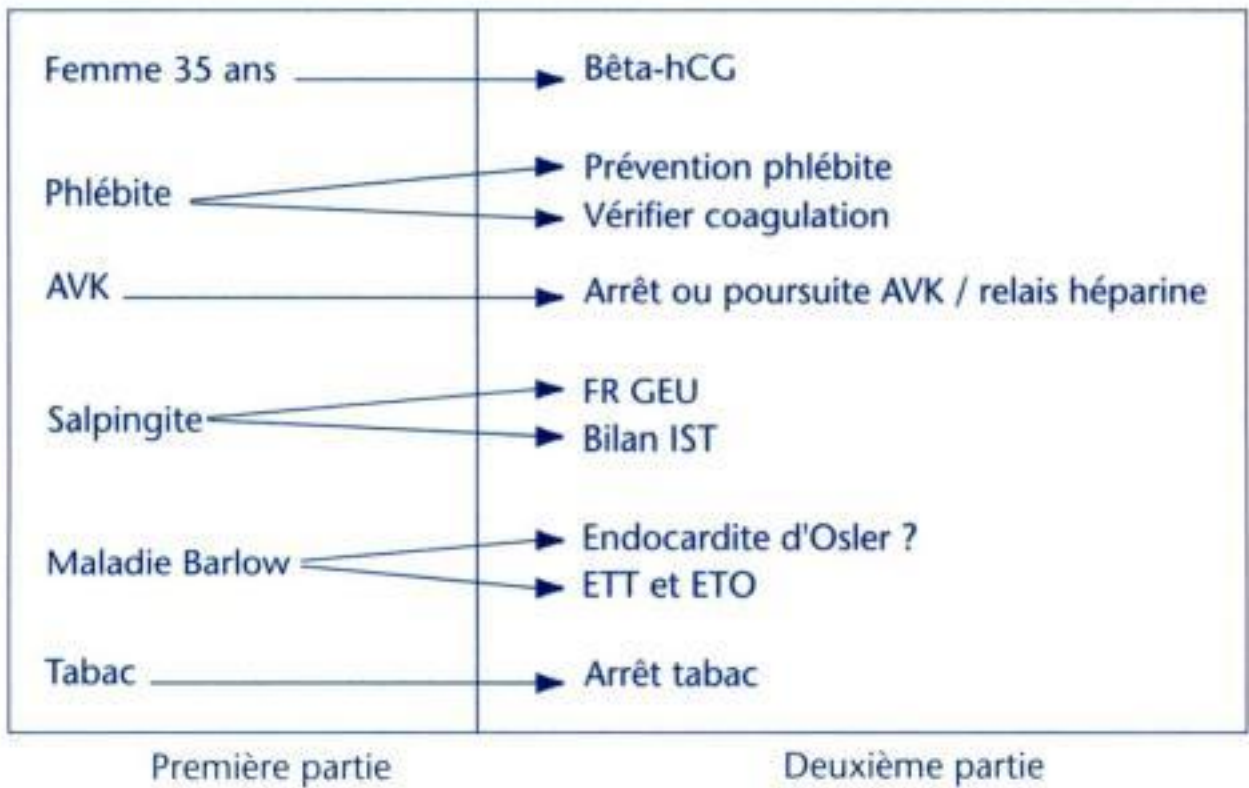 Femme 35 ans
Bêta-hCG
Phlébite
Prévention phlébite
Vérifier coagulation
AVK
Arrêt ou poursuite AVK / relais héparine
Salpingite
FR GEU
Bilan IST
Maladie Barlow
Endocardite d'Osler ?
ETT et ETO
Tabac
Arrêt tabac
Première partie
Deuxième partie